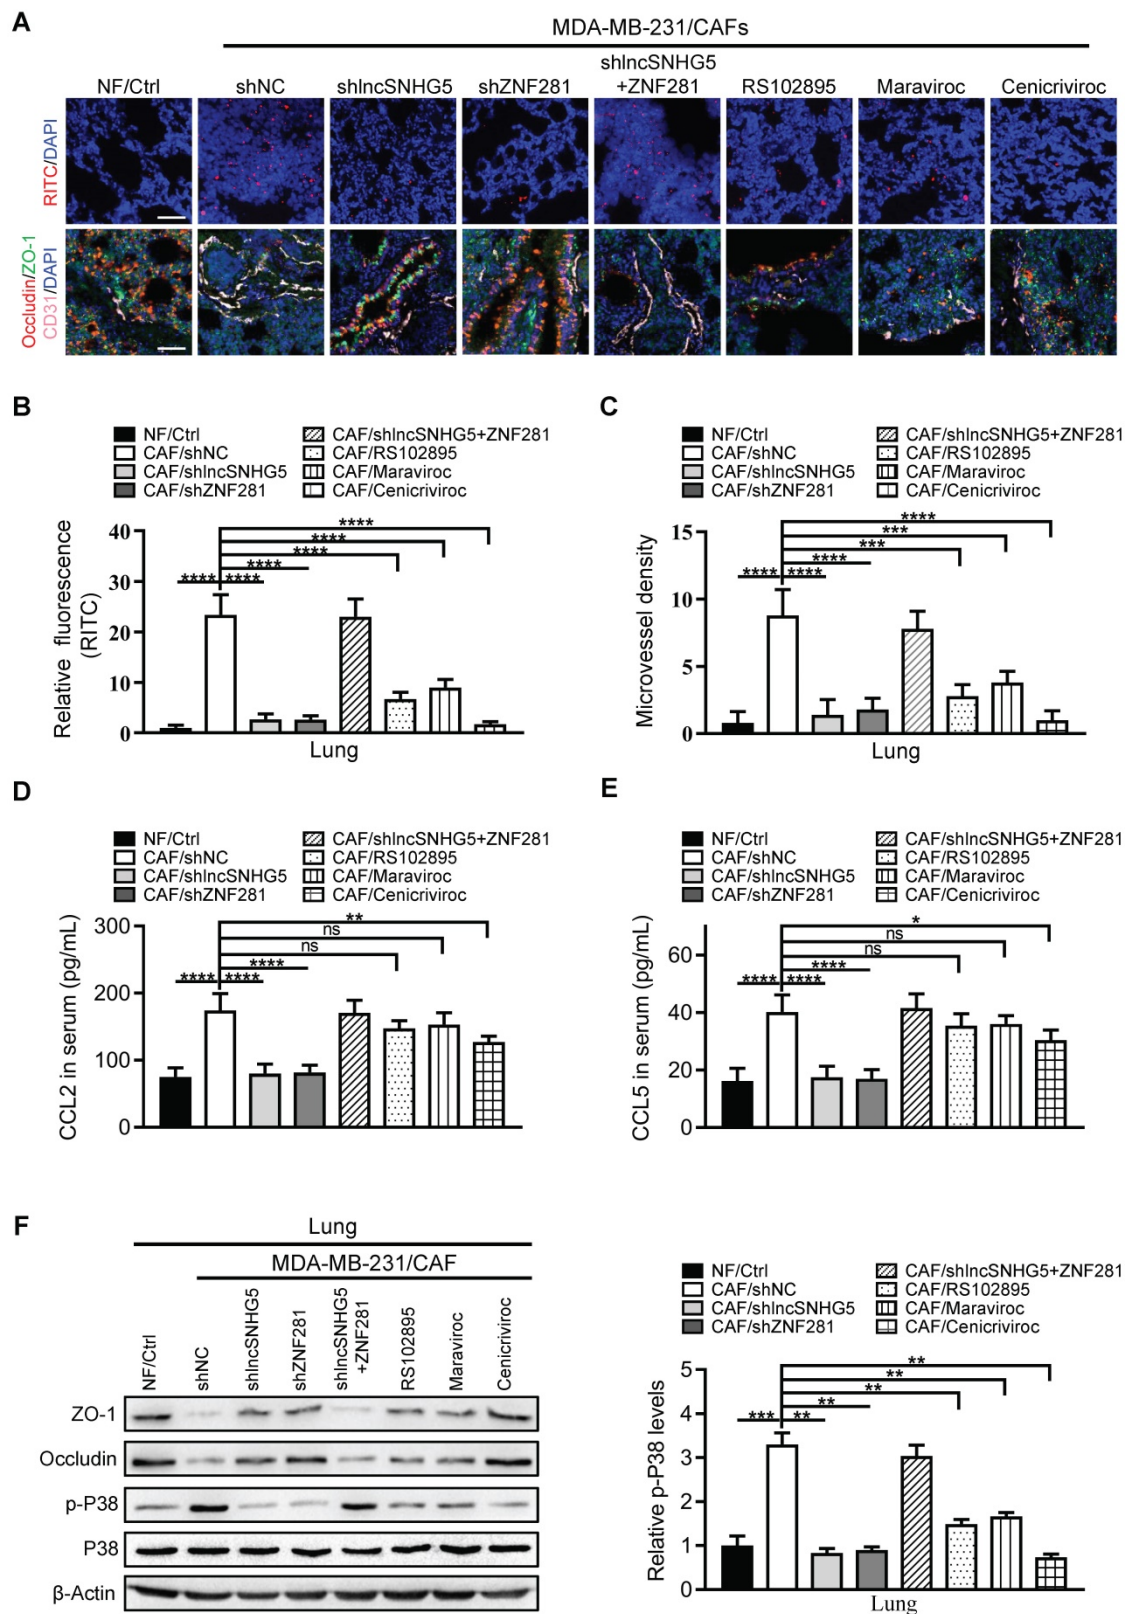 A
MDA-MB-231/CAFs
NF/Ctrl shNC shlncSNHG5 shZNF281 shlncSNHG5 +ZNF281 RS102895 Maraviroc Cenicriviroc
RITC/DAPI
Occludin/ZO-1
CD31/DAPI
B
NF/Ctrl
CAF/shNC
CAF/shlncSNHG5
CAF/shZNF281
CAF/shlncSNHG5+ZNF281
CAF/RS102895
CAF/Maraviroc
CAF/Cenicriviroc
Relative fluorescence
(RITC)
40
30
20
10
0
****
****
****
****
**** ****
Lung
C
NF/Ctrl
CAF/shNC
CAF/shlncSNHG5
CAF/shZNF281
CAF/shlncSNHG5+ZNF281
CAF/RS102895
CAF/Maraviroc
CAF/Cenicriviroc
Microvessel density
15
10
5
0
****
***
***
****
**** ****
Lung
D
NF/Ctrl
CAF/shNC
CAF/shlncSNHG5
CAF/shZNF281
CAF/shlncSNHG5+ZNF281
CAF/RS102895
CAF/Maraviroc
CAF/Cenicriviroc
CCL2 in serum (pg/mL)
300
200
100
0
**
ns
ns
****
**** ****
E
NF/Ctrl
CAF/shNC
CAF/shlncSNHG5
CAF/shZNF281
CAF/shlncSNHG5+ZNF281
CAF/RS102895
CAF/Maraviroc
CAF/Cenicriviroc
CCL5 in serum (pg/mL)
60
40
20
0
*
ns
ns
****
**** ****
F
Lung
MDA-MB-231/CAF
NF/Ctrl
shNC
shlncSNHG5
shZNF281
shlncSNHG5
+ZNF281
RS102895
Maraviroc
Cenicriviroc
ZO-1
Occludin
p-P38
P38
β-Actin
NF/Ctrl
CAF/shNC
CAF/shlncSNHG5
CAF/shZNF281
CAF/shlncSNHG5+ZNF281
CAF/RS102895
CAF/Maraviroc
CAF/Cenicriviroc
Relative p-P38 levels
5
4
3
2
1
0
**
**
**
**
*** **
Lung